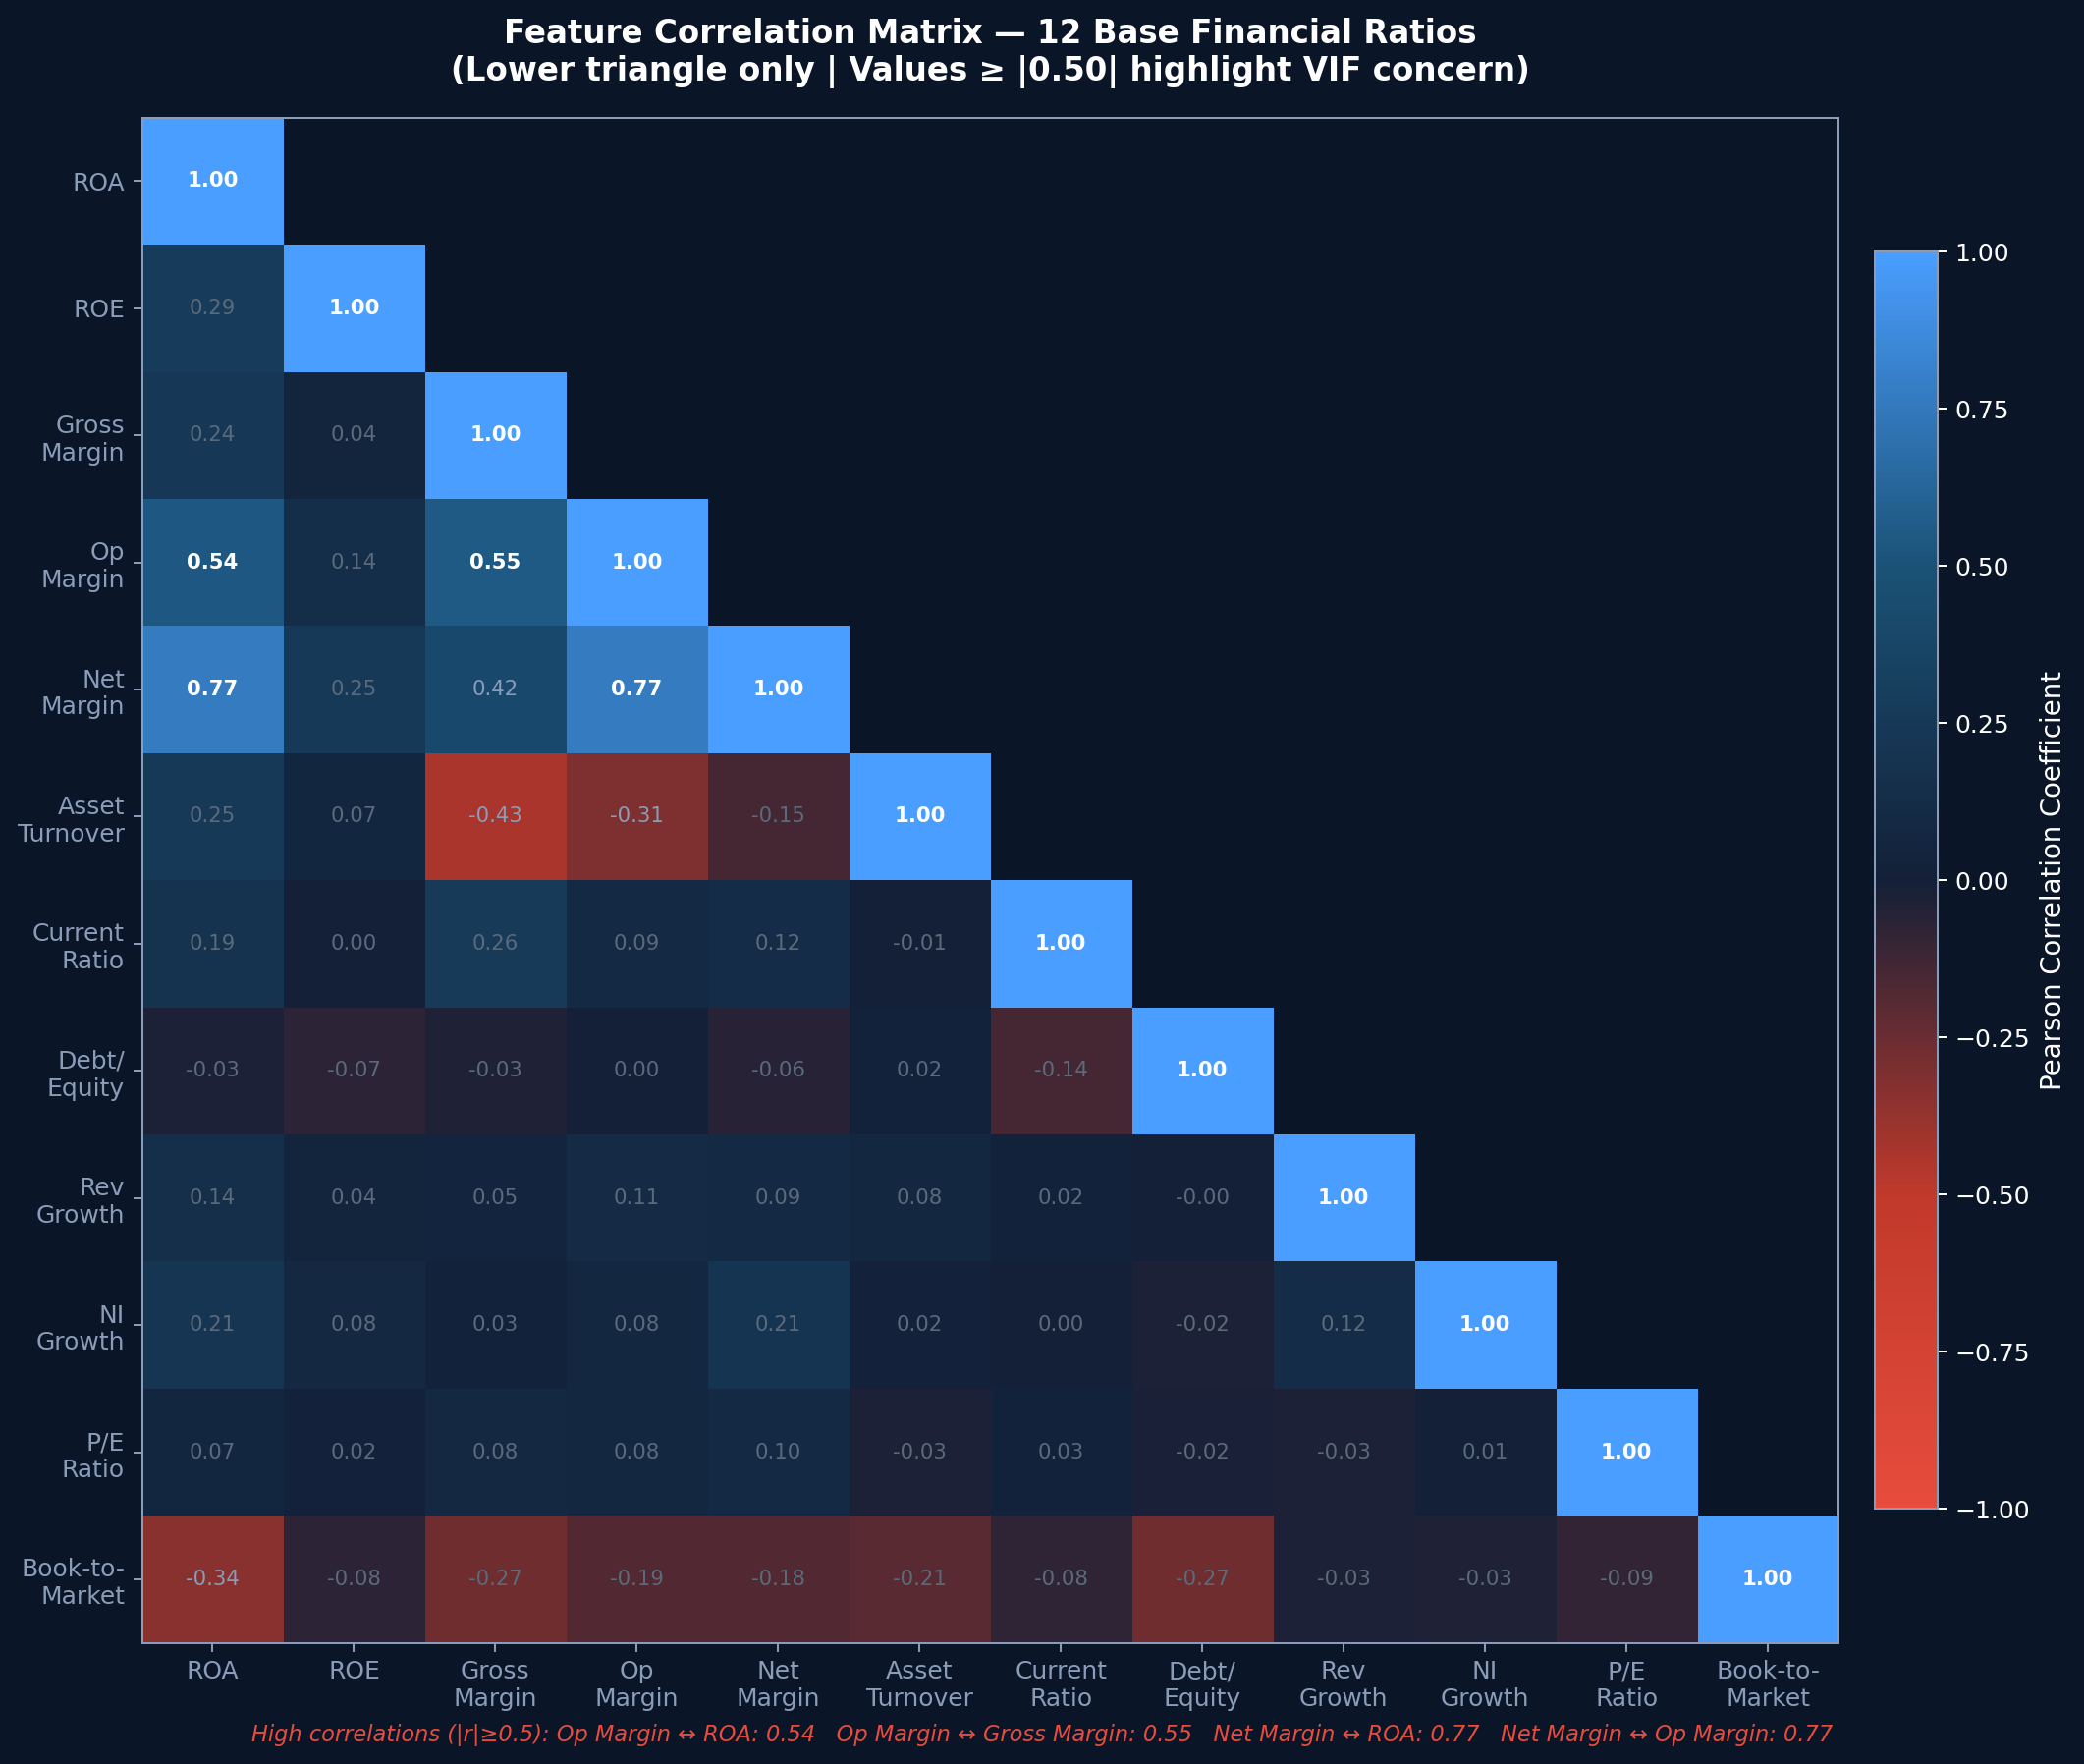 Feature Correlation Matrix — 12 Base Financial Ratios
(Lower triangle only | Values ≥ |0.50| highlight VIF concern)
ROA 1.00
ROE 0.29 1.00
Gross
Margin 0.24 0.04 1.00
Op
Margin 0.54 0.14 0.55 1.00
Net
Margin 0.77 0.25 0.42 0.77 1.00
Asset
Turnover 0.25 0.07 -0.43 -0.31 -0.15 1.00
Current
Ratio 0.19 0.00 0.26 0.09 0.12 -0.01 1.00
Debt/
Equity -0.03 -0.07 -0.03 0.00 -0.06 0.02 -0.14 1.00
Rev
Growth 0.14 0.04 0.05 0.11 0.09 0.08 0.02 -0.00 1.00
NI
Growth 0.21 0.08 0.03 0.08 0.21 0.02 0.00 -0.02 0.12 1.00
P/E
Ratio 0.07 0.02 0.08 0.08 0.10 -0.03 0.03 -0.02 -0.03 0.01 1.00
Book-to-
Market -0.34 -0.08 -0.27 -0.19 -0.18 -0.21 -0.08 -0.27 -0.03 -0.03 -0.09 1.00
ROA ROE Gross Op Net Asset Current Debt/ Rev NI P/E Book-to-
Margin Margin Margin Turnover Ratio Equity Growth Growth Ratio Market
High correlations (|r|≥0.5): Op Margin ↔ ROA: 0.54 Op Margin ↔ Gross Margin: 0.55 Net Margin ↔ ROA: 0.77 Net Margin ↔ Op Margin: 0.77
1.00
0.75
0.50
0.25
0.00
−0.25
−0.50
−0.75
−1.00
Pearson Correlation Coefficient